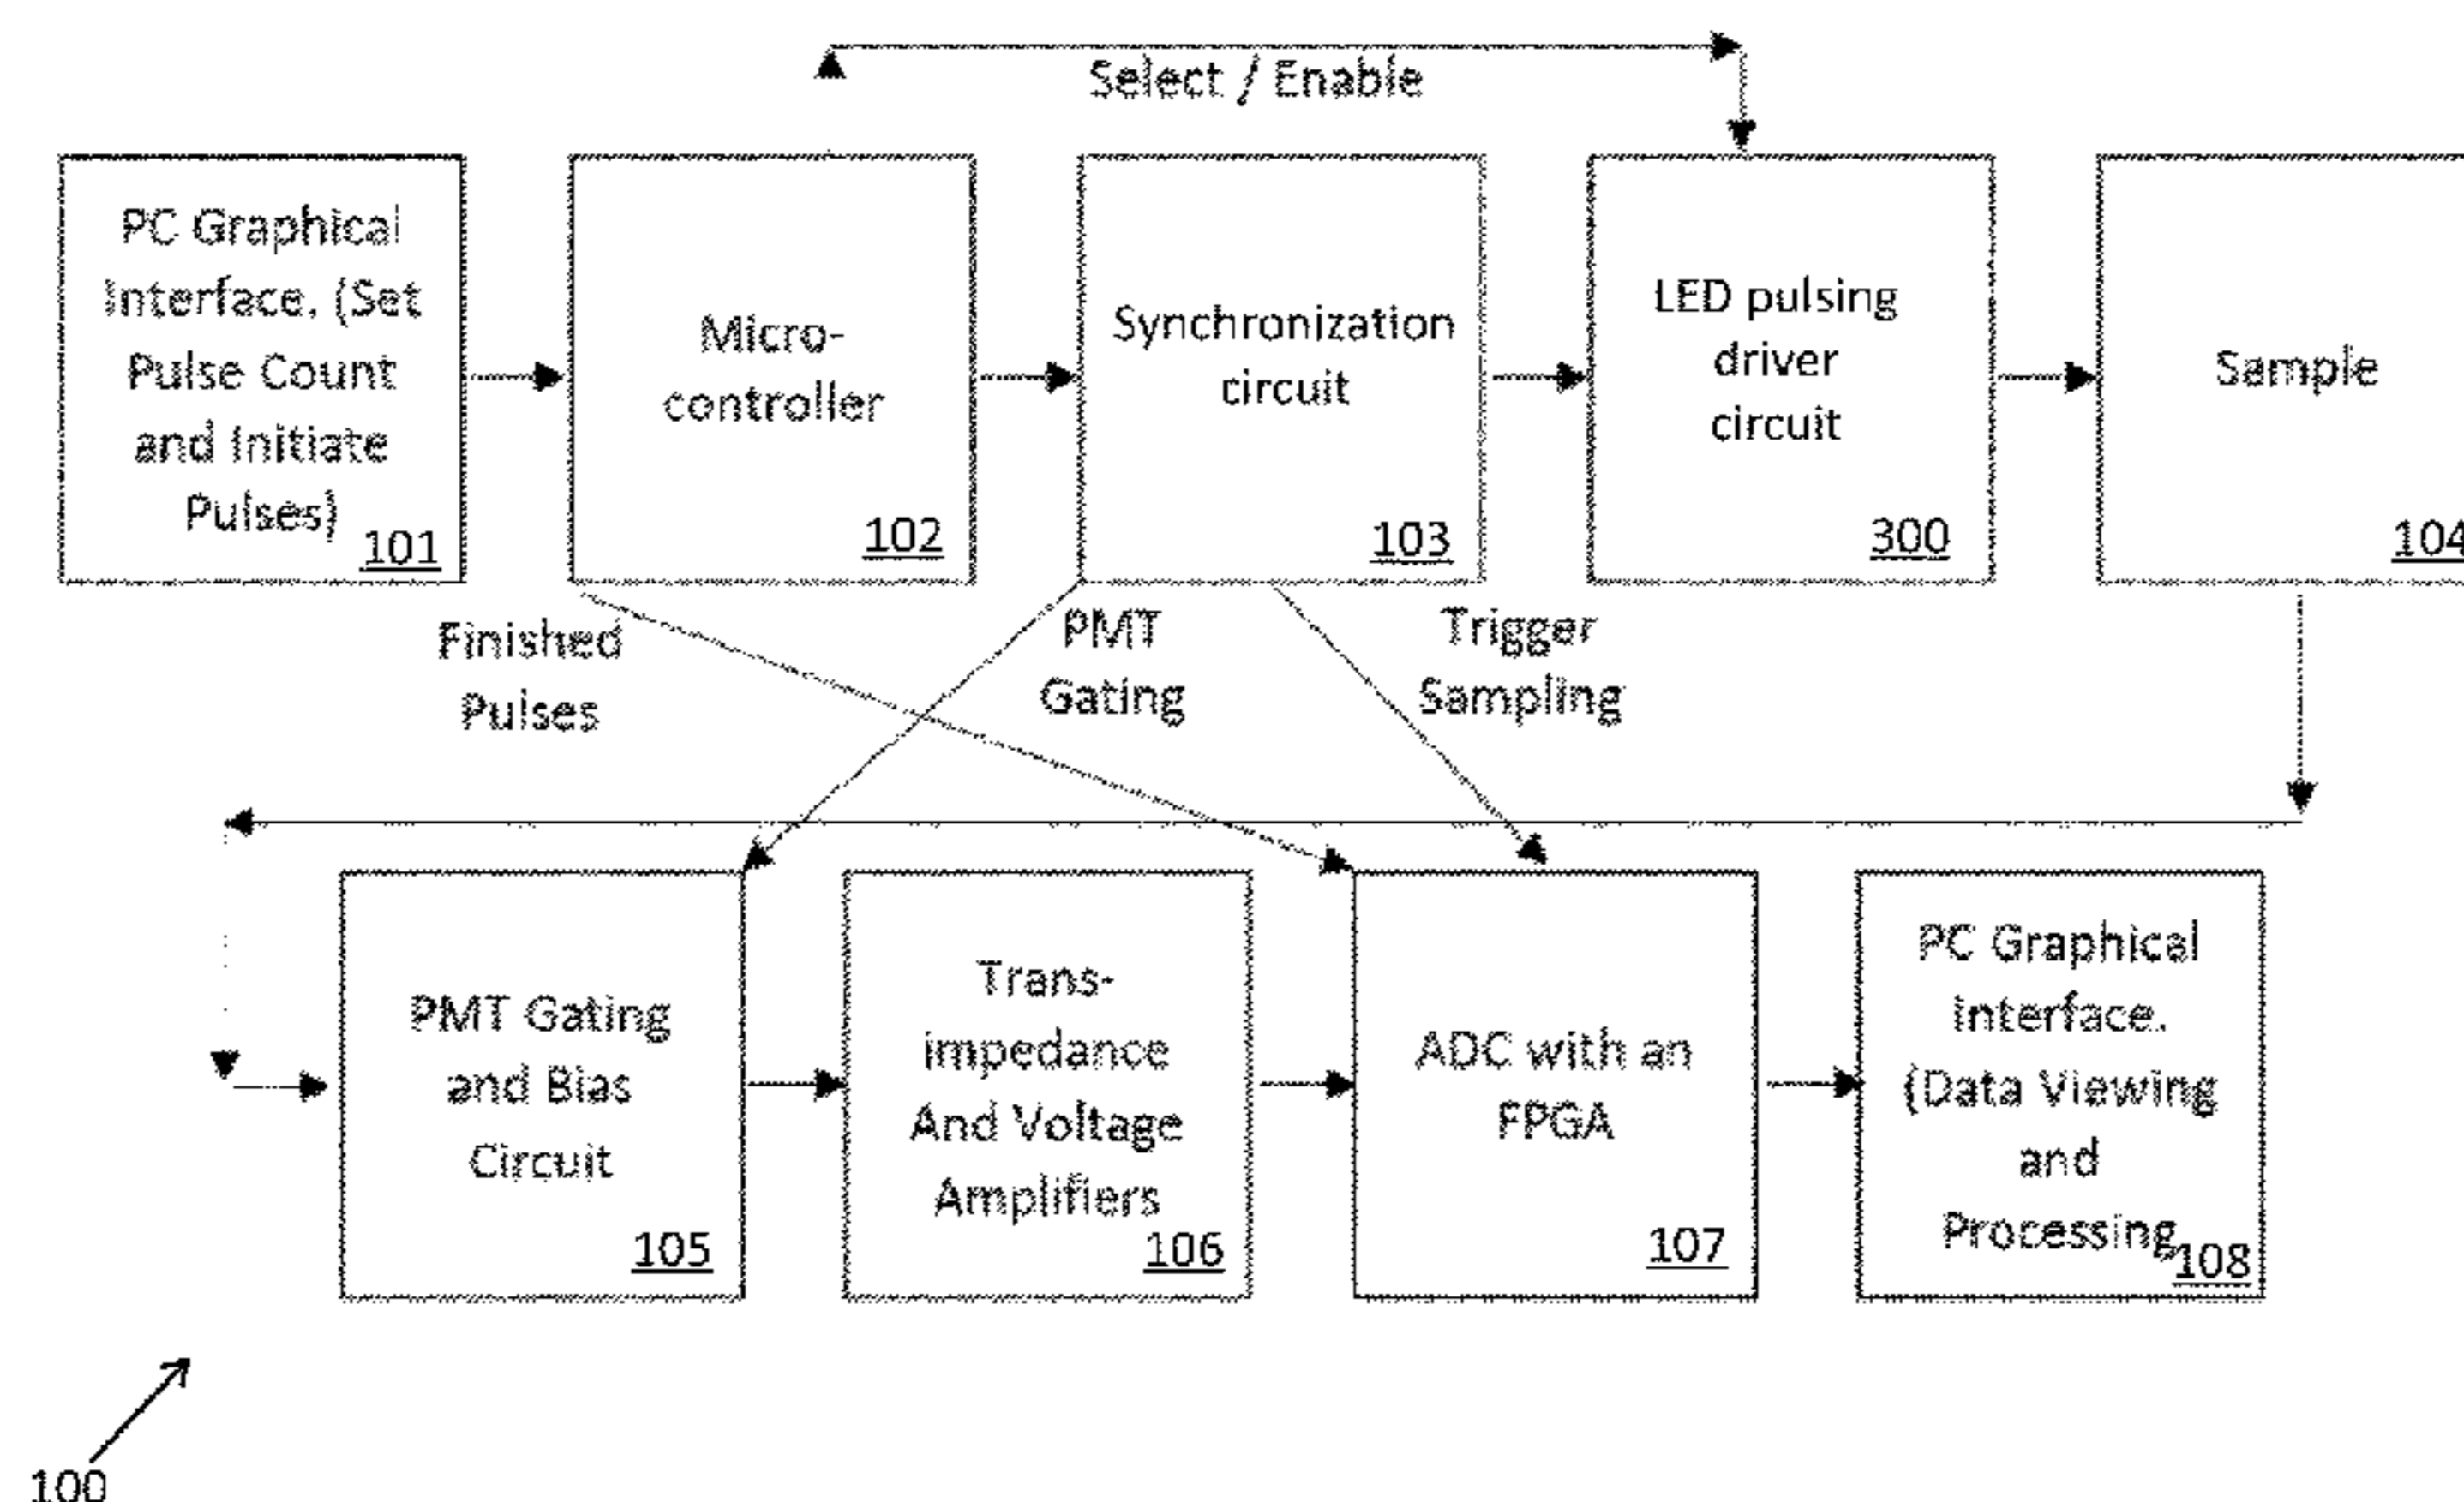 Select / Enable
PC Graphical
Interface. (Set
Pulse Count
and Initiate
Pulses)
101
Micro-
controller
102
Synchronization
circuit
103
LED pulsing
driver
circuit
300
Sample
104
Finished
Pulses
PMT
Gating
Trigger
Sampling
PMT Gating
and Bias
Circuit
105
Trans-
impedance
And Voltage
Amplifiers
106
ADC with an
FPGA
107
PC Graphical
Interface.
(Data Viewing
and
Processing
108
100